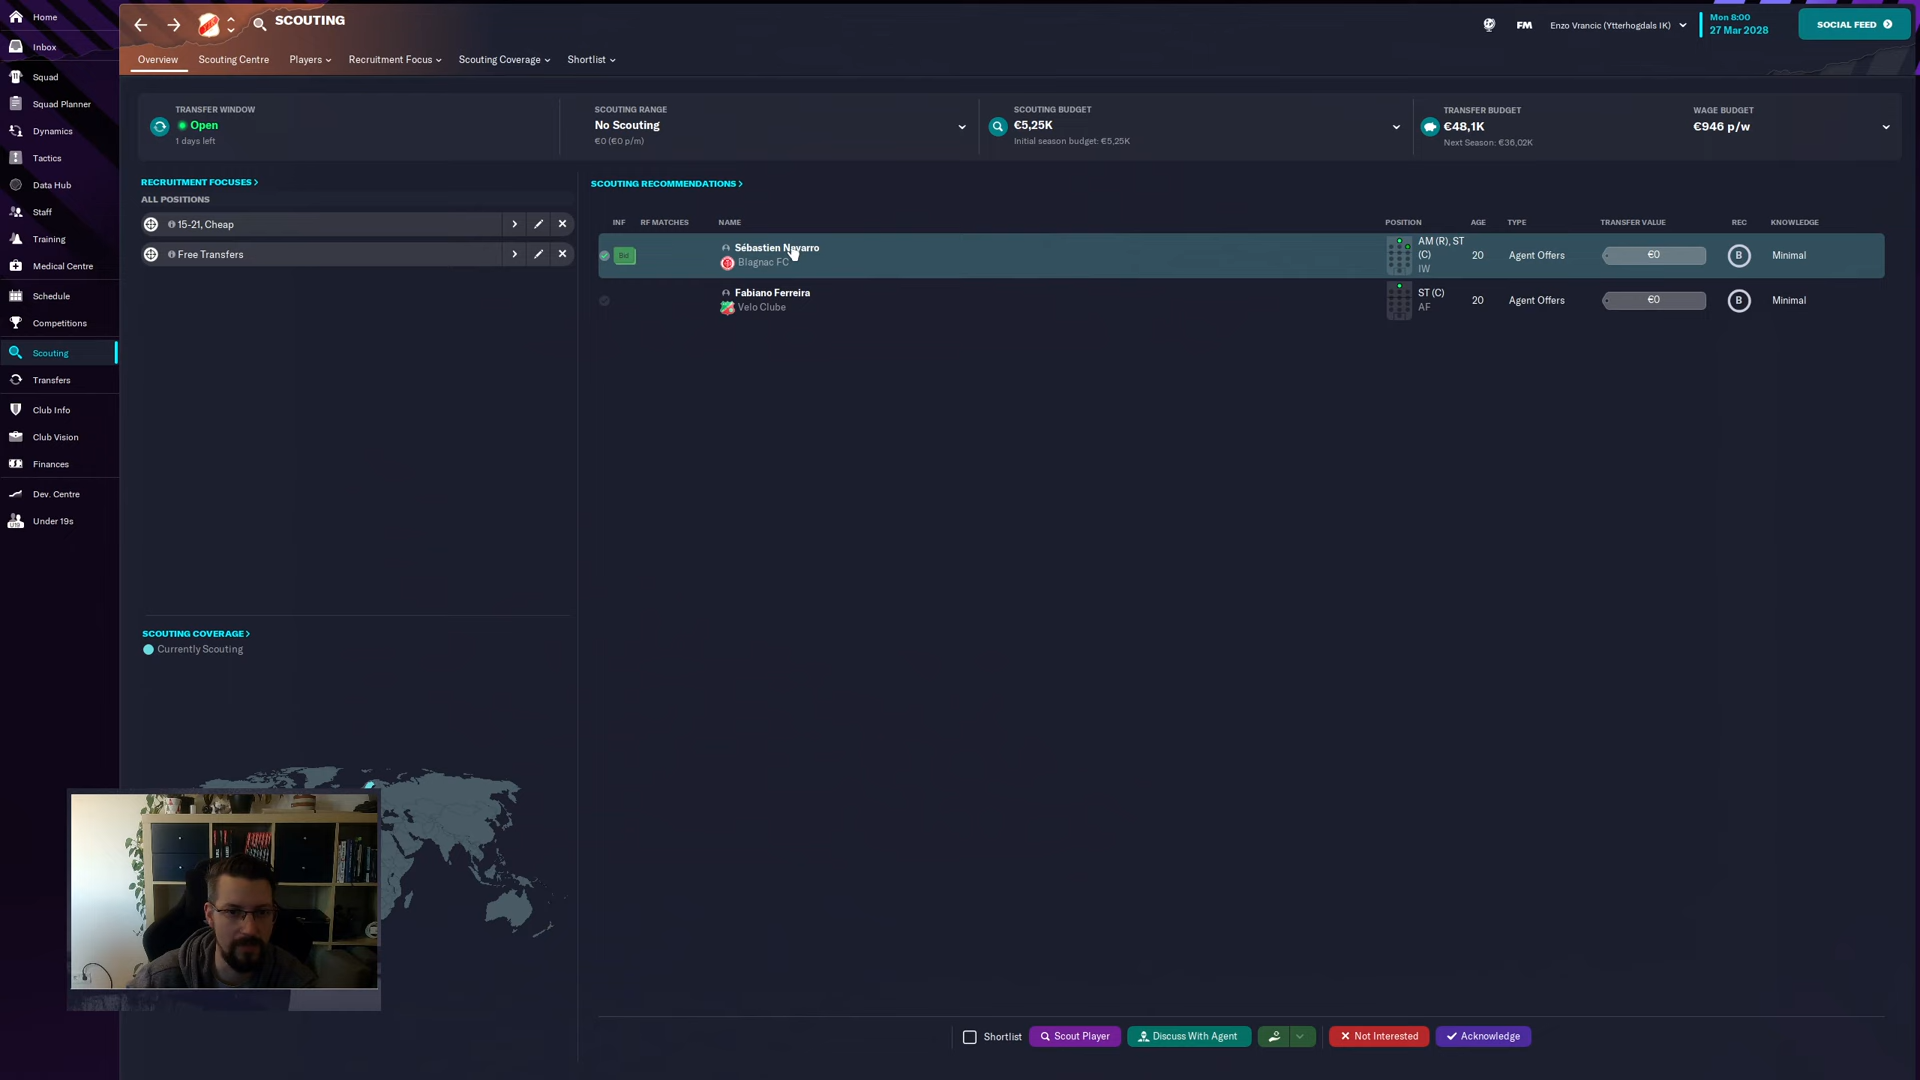 Home
Inbox
Squad
Squad Planner
Dynamics
Tactics
Data Hub
Staff
Training
Medical Centre
Schedule
Competitions
Scouting
Transfers
Club Info
Club Vision
Finances
Dev. Centre
Under 19s
SCOUTING
FM
Enzo Vrancic (Ytterhogdals IK)
Mon 8:00
27 Mar 2028
SOCIAL FEED
Overview
Scouting Centre
Players
Recruitment Focus
Scouting Coverage
Shortlist
TRANSFER WINDOW
Open
1 days left
SCOUTING RANGE
No Scouting
€0 (€0 p/m)
SCOUTING BUDGET
€5,25K
Initial season budget: €5,25K
TRANSFER BUDGET
€48,1K
Next Season: €36,02K
WAGE BUDGET
€946 p/w
RECRUITMENT FOCUSES >
ALL POSITIONS
15-21, Cheap
Free Transfers
SCOUTING COVERAGE >
Currently Scouting
SCOUTING RECOMMENDATIONS >
INF RF MATCHES NAME POSITION AGE TYPE TRANSFER VALUE REC KNOWLEDGE
Bid Sébastien Navarro AM (R), ST (C) 20 Agent Offers €0 B Minimal
Blagnac FC IW
Fabiano Ferreira ST (C) 20 Agent Offers €0 B Minimal
Velo Clube AF
Shortlist
Scout Player
Discuss With Agent
Not Interested
Acknowledge